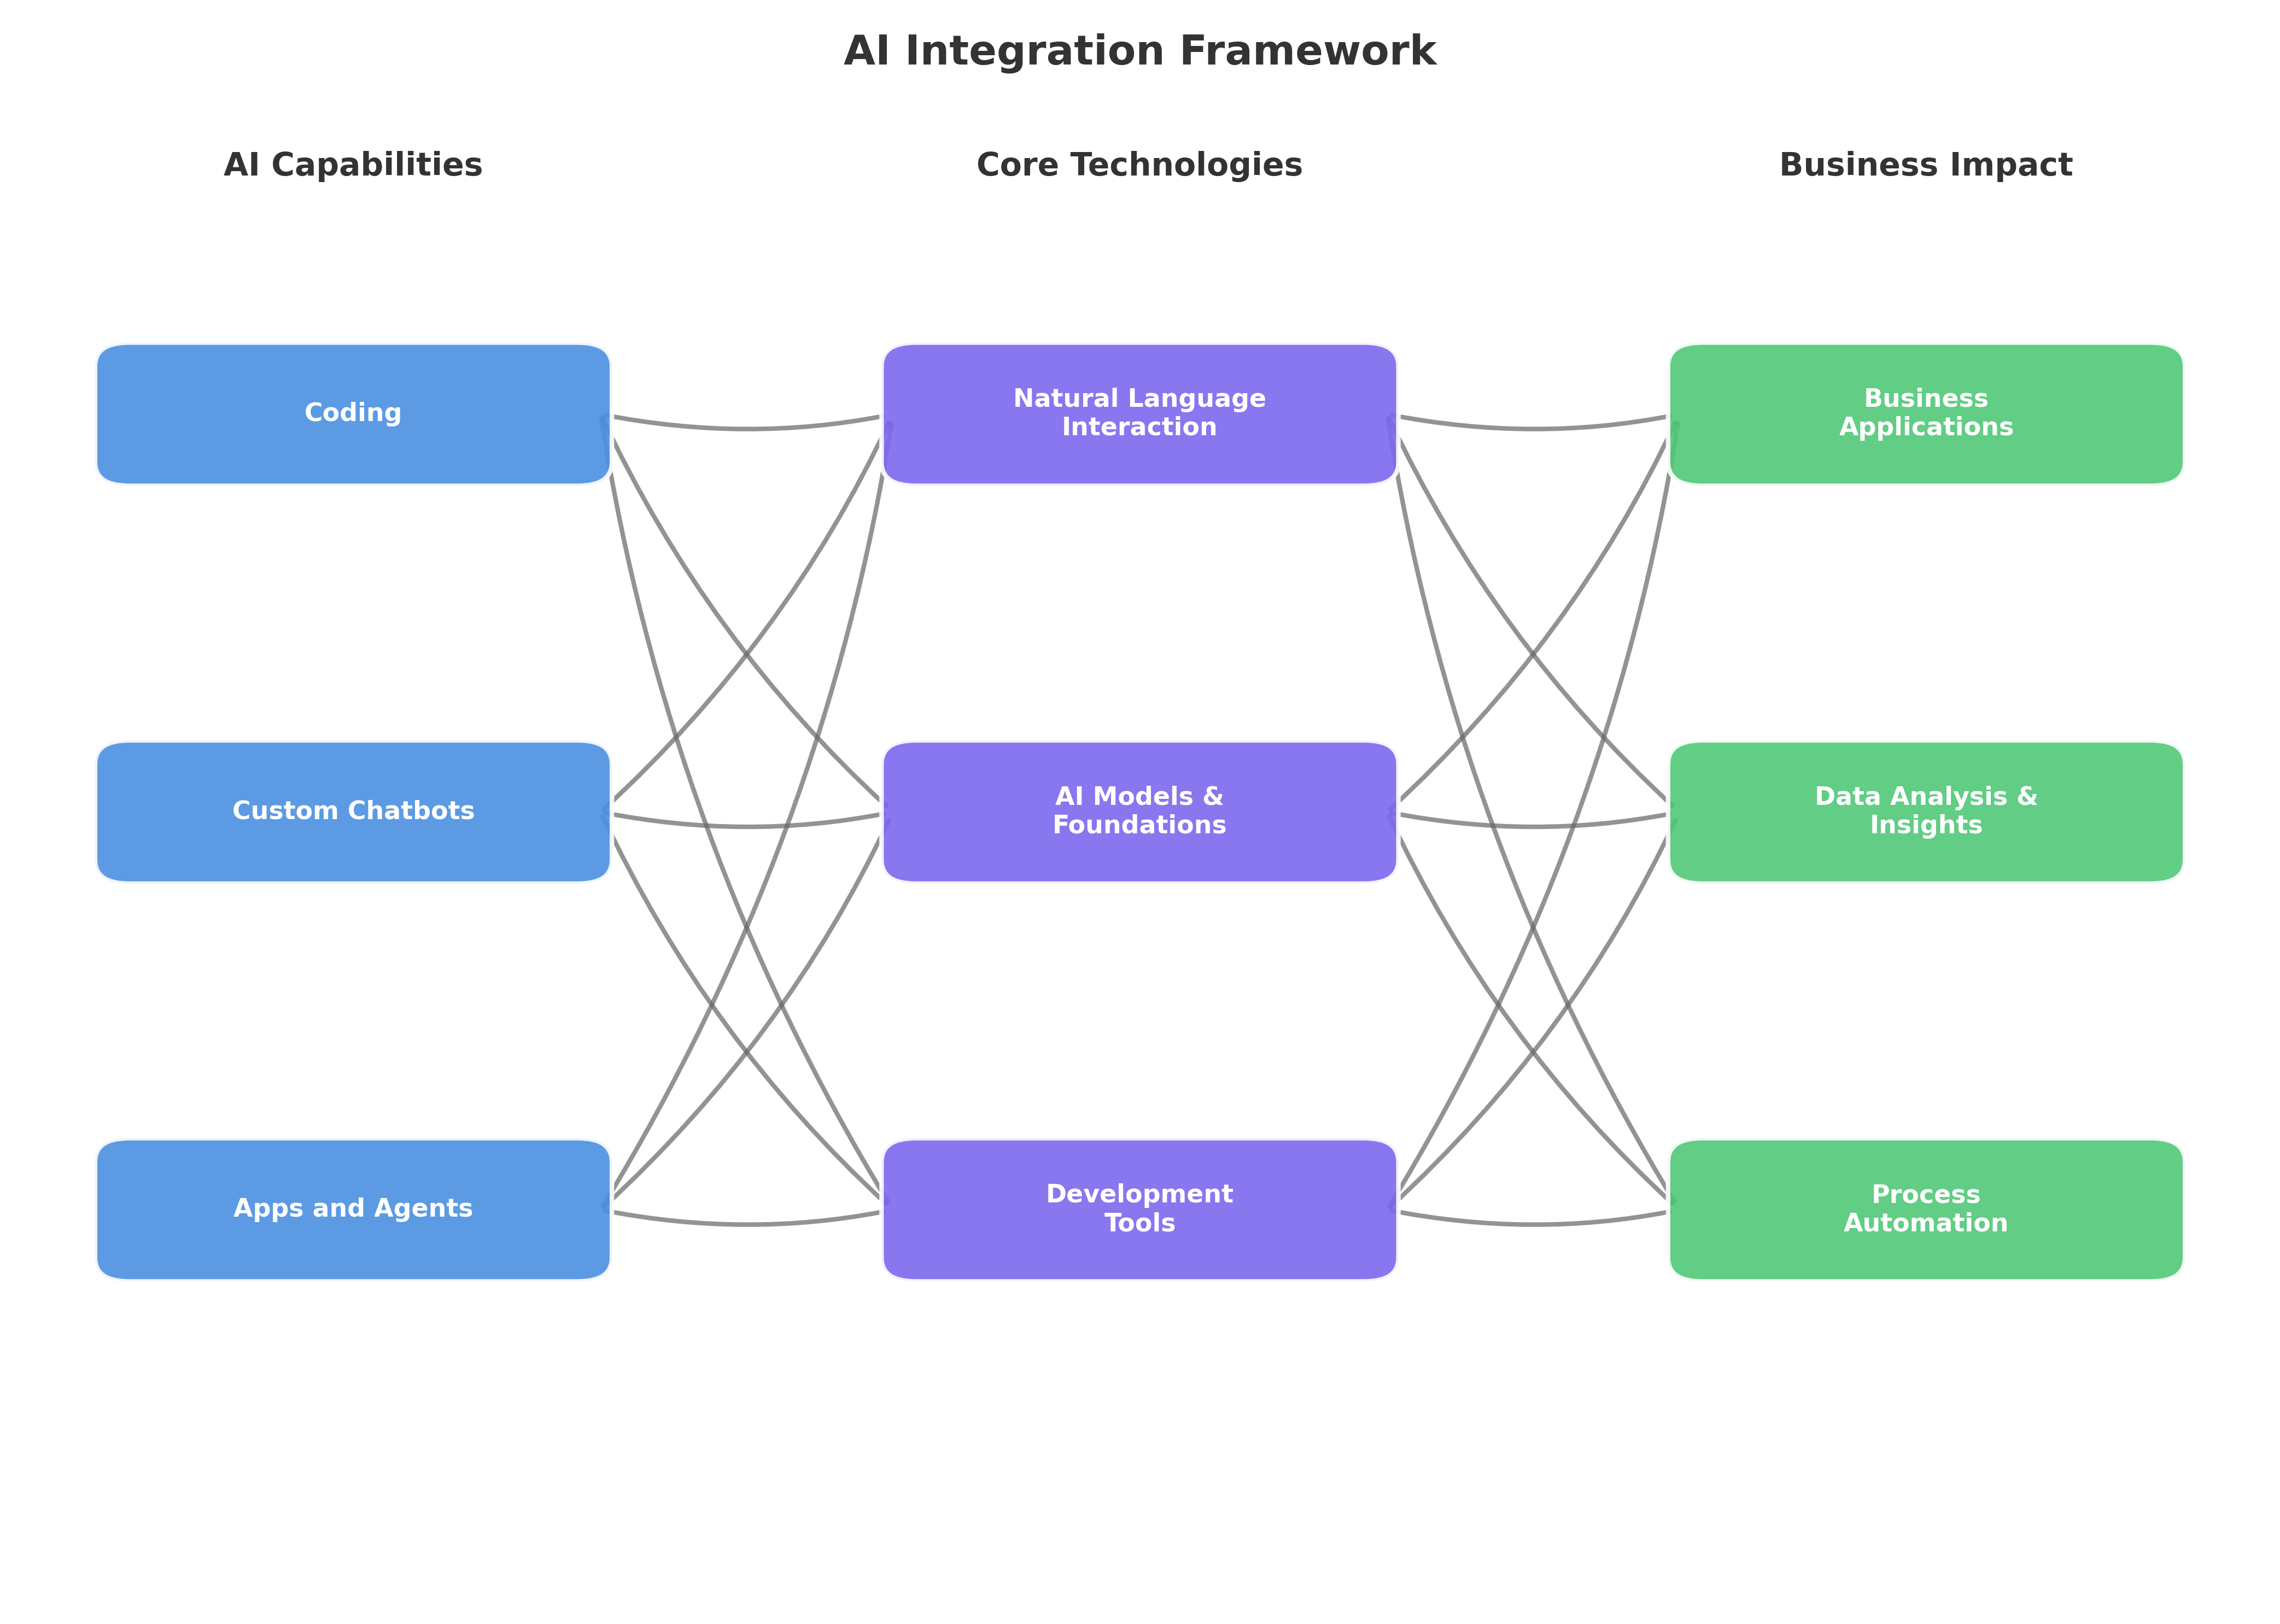 AI Integration Framework
AI Capabilities
Core Technologies
Business Impact
Coding
Natural Language
Interaction
Business
Applications
Custom Chatbots
AI Models &
Foundations
Data Analysis &
Insights
Apps and Agents
Development
Tools
Process
Automation